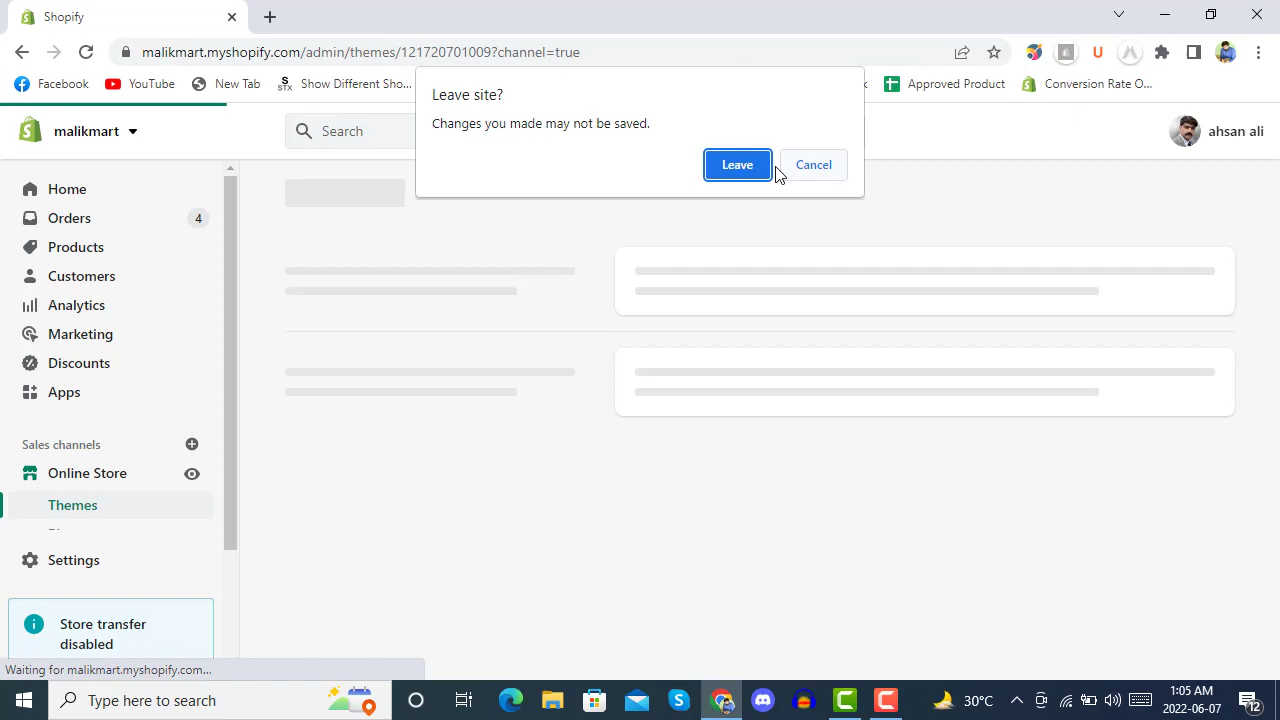 Shopify
malikmart.myshopify.com/admin/themes/121720701009?channel=true
Facebook
YouTube
New Tab
STX
Show Different Sho...
Approved Product
Conversion Rate O...
Leave site?
Changes you made may not be saved.
Leave
Cancel
malikmart
Search
ahsan ali
Home
Orders
4
Products
Customers
Analytics
Marketing
Discounts
Apps
Sales channels
Online Store
Themes
Settings
Store transfer
disabled
Waiting for malikmart.myshopify.com...
Type here to search
30°C
1:05 AM
2022-06-07
12